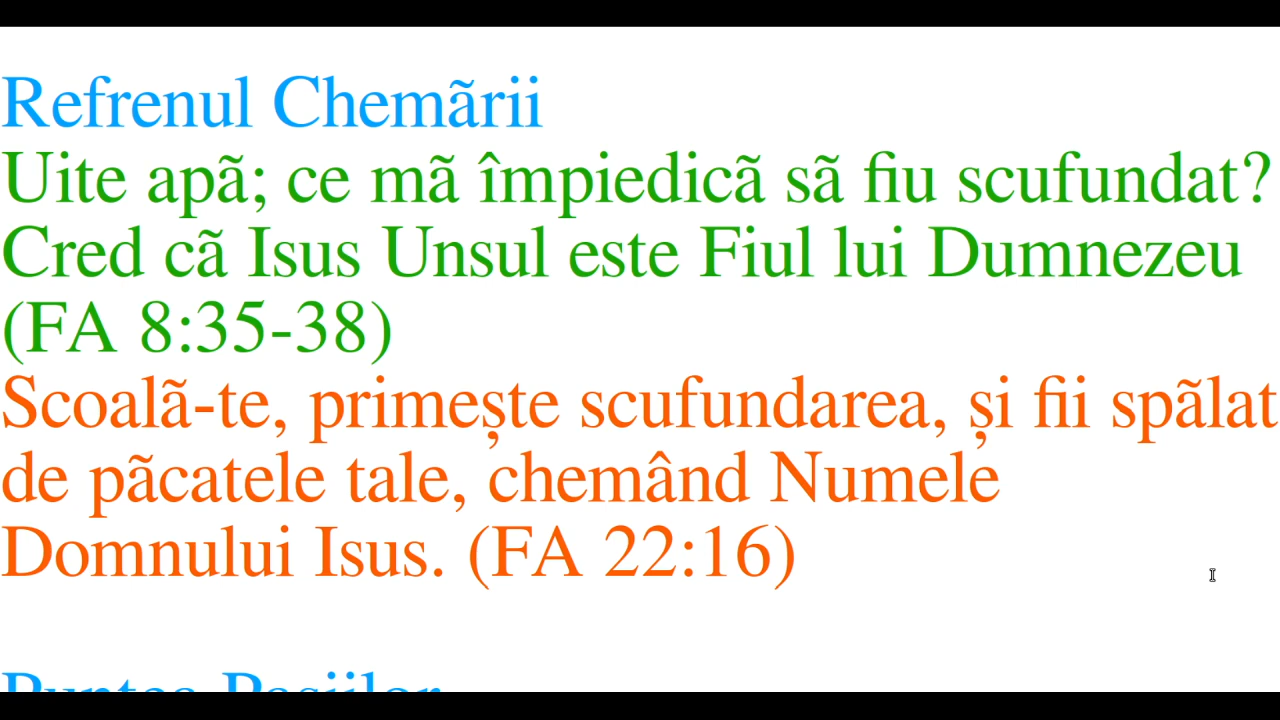 Refrenul Chemãrii
Uite apã; ce mã împiedicã sã fiu scufundat?
Cred cã Isus Unsul este Fiul lui Dumnezeu
(FA 8:35-38)
Scoalã-te, primește scufundarea, și fii spãlat
de pãcatele tale, chemând Numele
Domnului Isus. (FA 22:16)